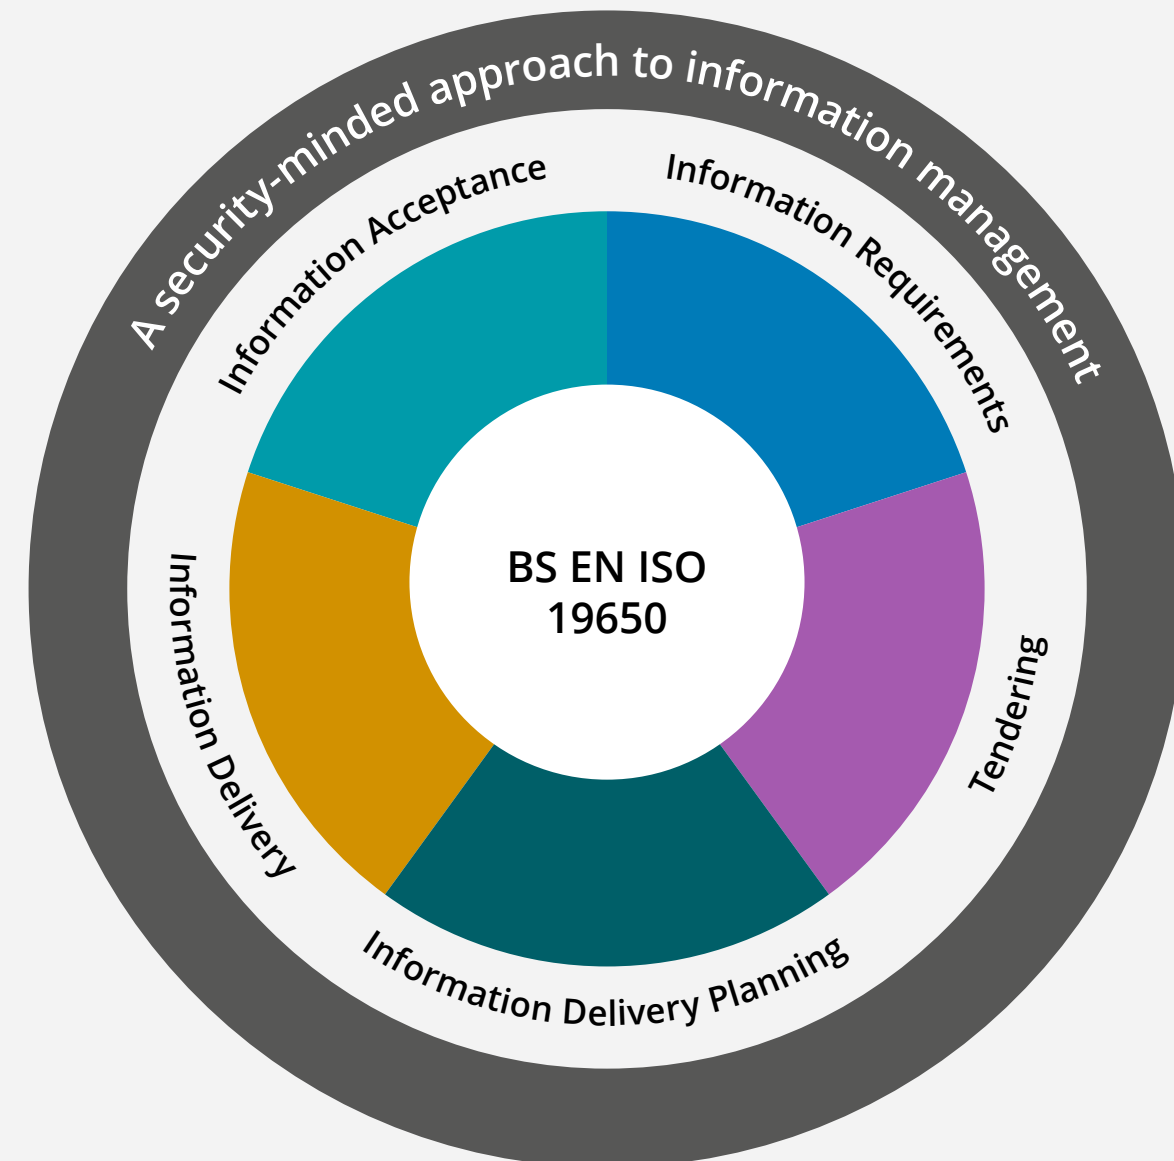 A security-minded approach to information management
Information Acceptance
Information Requirements
BS EN ISO
19650
Information Delivery
Tendering
Information Delivery Planning